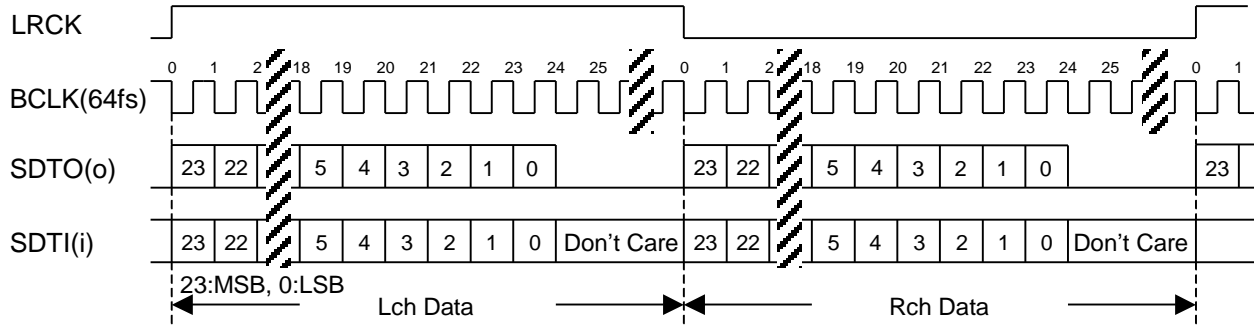 LRCK
0 1 2 18 19 20 21 22 23 24 25 0 1 2 18 19 20 21 22 23 24 25 0 1
BCLK(64fs)
SDTO(o) 23 22 5 4 3 2 1 0 23 22 5 4 3 2 1 0 23
SDTI(i) 23 22 5 4 3 2 1 0 Don't Care 23 22 5 4 3 2 1 0 Don't Care
23:MSB, 0:LSB
Lch Data Rch Data